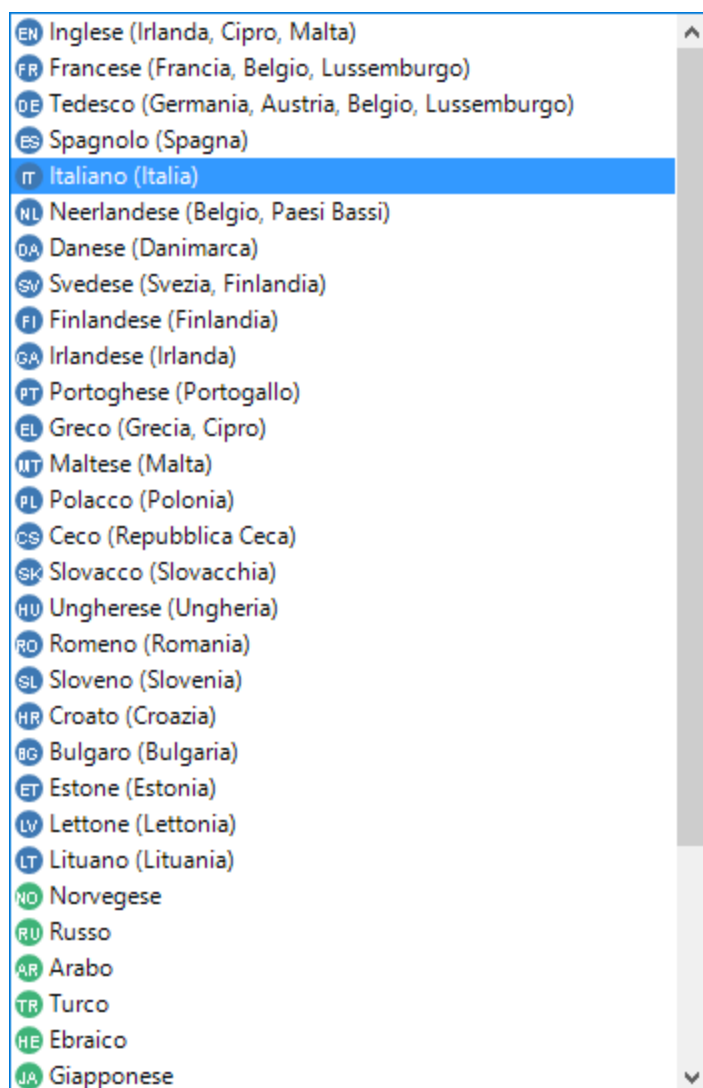 EN Inglese (Irlanda, Cipro, Malta)
FR Francese (Francia, Belgio, Lussemburgo)
DE Tedesco (Germania, Austria, Belgio, Lussemburgo)
ES Spagnolo (Spagna)
IT Italiano (Italia)
NL Neerlandese (Belgio, Paesi Bassi)
DA Danese (Danimarca)
SV Svedese (Svezia, Finlandia)
FI Finlandese (Finlandia)
GA Irlandese (Irlanda)
PT Portoghese (Portogallo)
EL Greco (Grecia, Cipro)
MT Maltese (Malta)
PL Polacco (Polonia)
CS Ceco (Repubblica Ceca)
SK Slovacco (Slovacchia)
HU Ungherese (Ungheria)
RO Romeno (Romania)
SL Sloveno (Slovenia)
HR Croato (Croazia)
BG Bulgaro (Bulgaria)
ET Estone (Estonia)
LV Lettone (Lettonia)
LT Lituano (Lituania)
NO Norvegese
RU Russo
AR Arabo
TR Turco
HE Ebraico
JA Giapponese